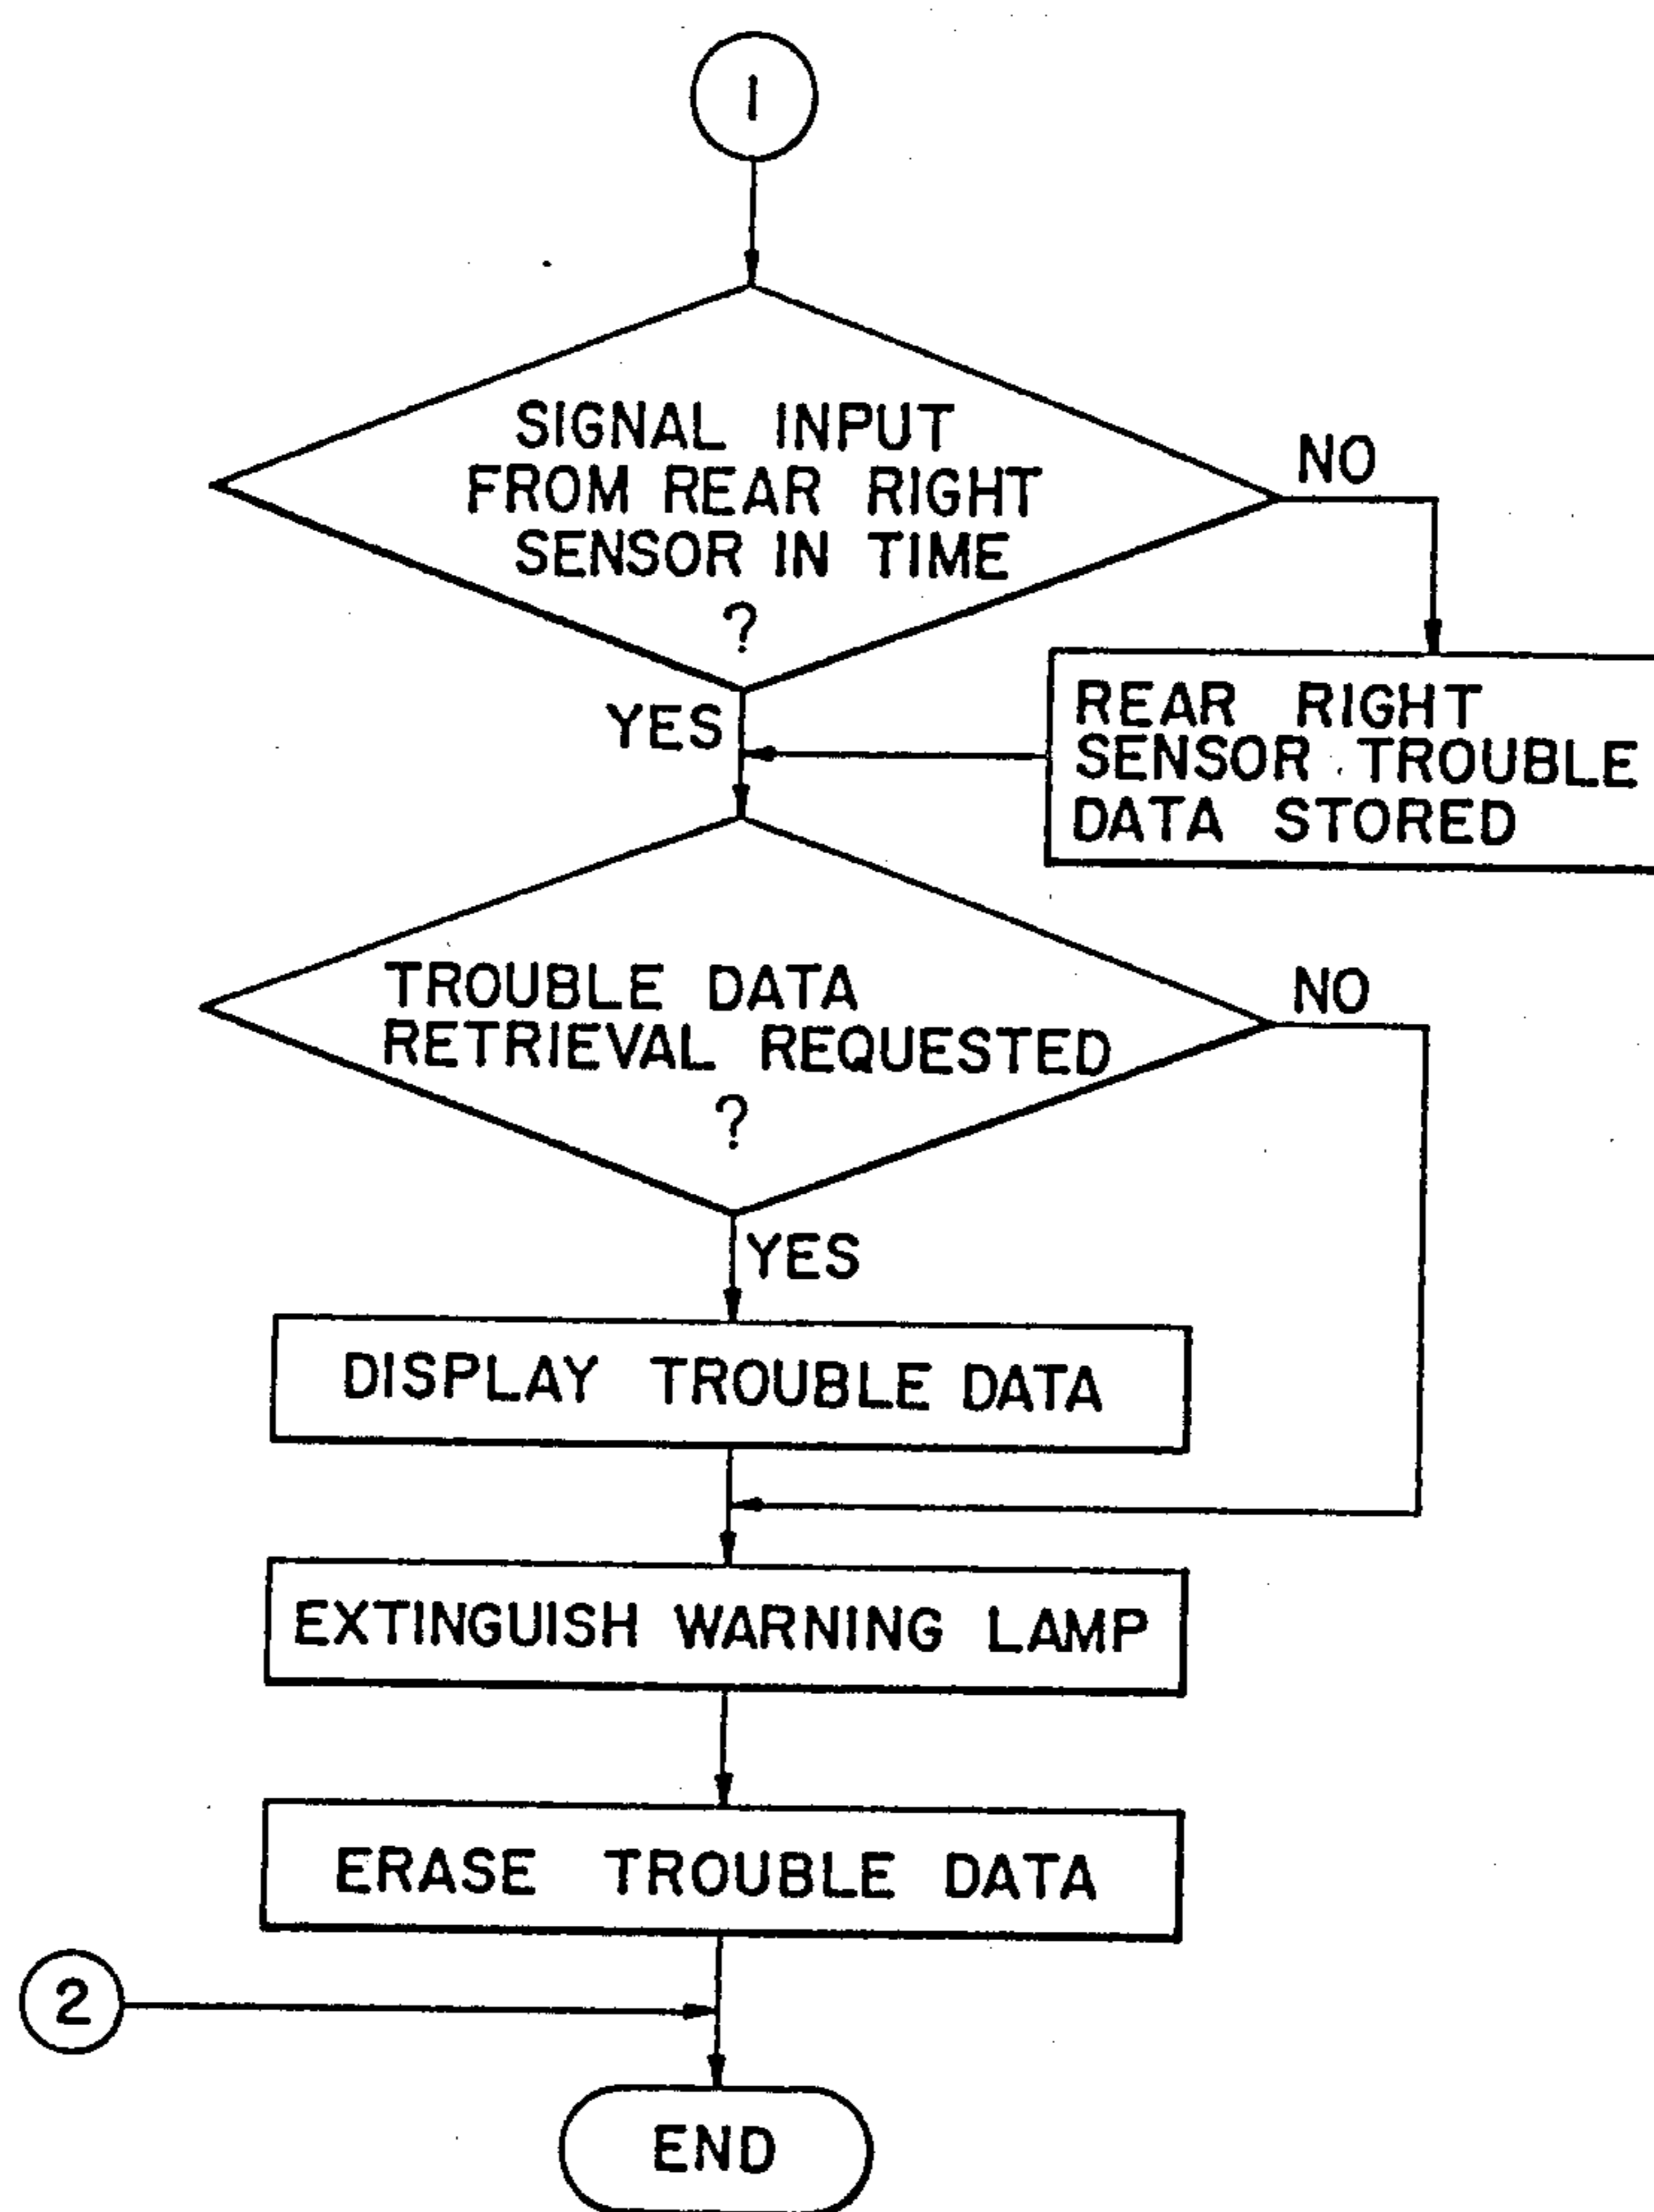 1
SIGNAL INPUT
FROM REAR RIGHT
SENSOR IN TIME
?
NO
YES
REAR RIGHT
SENSOR TROUBLE
DATA STORED
TROUBLE DATA
RETRIEVAL REQUESTED
?
NO
YES
DISPLAY TROUBLE DATA
EXTINGUISH WARNING LAMP
ERASE TROUBLE DATA
2
END